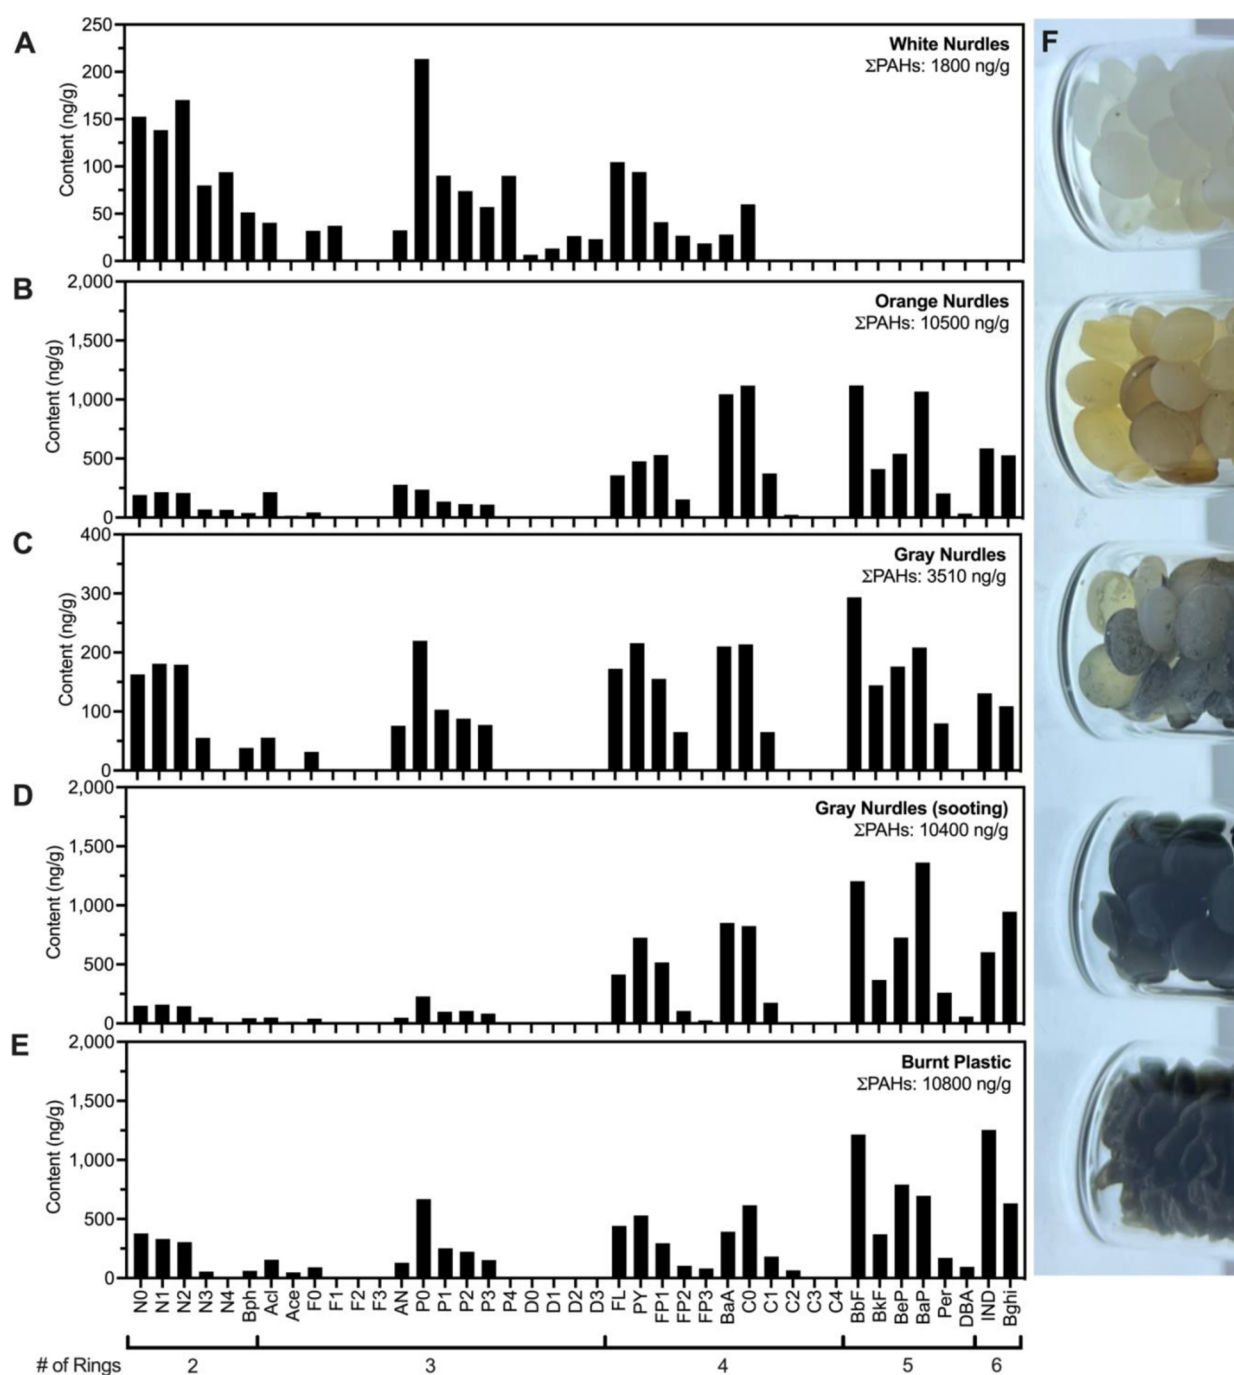 A
White Nurdles
ΣPAHs: 1800 ng/g
Content (ng/g)
250
200
150
100
50
0
B
Orange Nurdles
ΣPAHs: 10500 ng/g
Content (ng/g)
2,000
1,500
1,000
500
0
C
Gray Nurdles
ΣPAHs: 3510 ng/g
Content (ng/g)
400
300
200
100
0
D
Gray Nurdles (sooting)
ΣPAHs: 10400 ng/g
Content (ng/g)
2,000
1,500
1,000
500
0
E
Burnt Plastic
ΣPAHs: 10800 ng/g
Content (ng/g)
2,000
1,500
1,000
500
0
N0 N1 N2 N3 N4 Bph Acl Ace F0 F1 F2 F3 AN P0 P1 P2 P3 P4 D0 D1 D2 D3 FL PY FP1 FP2 FP3 BaA C0 C1 C2 C3 C4 BbF BkF BeP BaP Per DBA IND Bghi
# of Rings 2 3 4 5 6
F